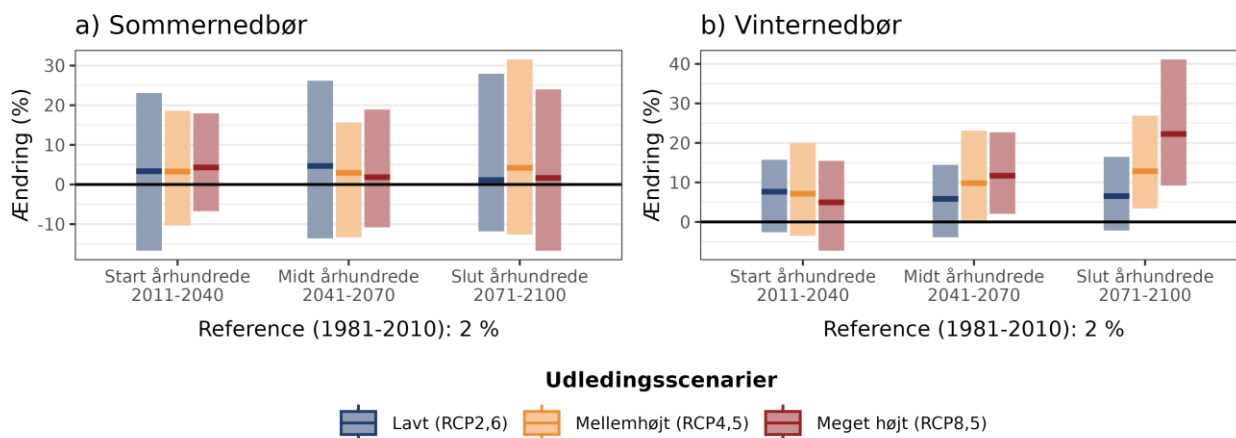 a) Sommernedbør
Ændring (%)
30
20
10
0
-10
Start århundrede
2011-2040
Midt århundrede
2041-2070
Slut århundrede
2071-2100
Reference (1981-2010): 2 %
b) Vinternedbør
Ændring (%)
40
30
20
10
0
Start århundrede
2011-2040
Midt århundrede
2041-2070
Slut århundrede
2071-2100
Reference (1981-2010): 2 %
Udledingsscenarier
Lavt (RCP2,6)
Mellemhøjt (RCP4,5)
Meget højt (RCP8,5)